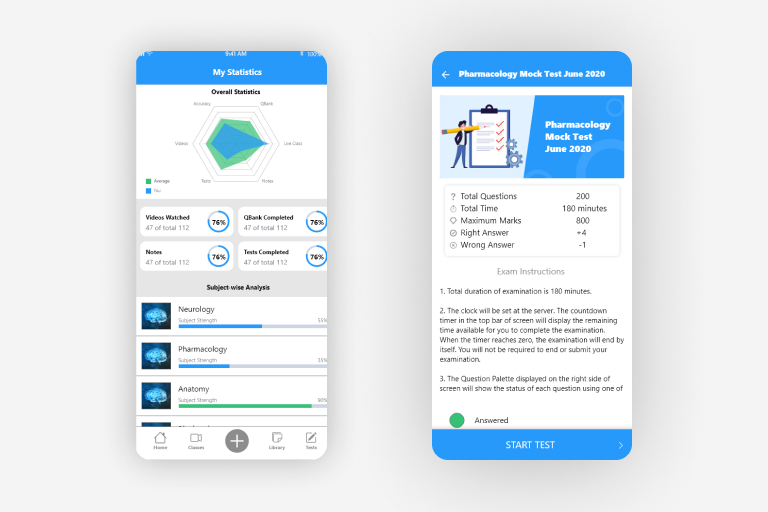 9:41 AM
100%
My Statistics
Overall Statistics
Accuracy
QBank
Videos
Live Class
Tests
Notes
Average
You
Videos Watched
47 of total 112
76%
QBank Completed
47 of total 112
76%
Notes
47 of total 112
76%
Tests Completed
47 of total 112
76%
Subject-wise Analysis
Neurology
Subject Strength
55%
Pharmacology
Subject Strength
35%
Anatomy
Subject Strength
90%
Home
Classes
Library
Tests
Pharmacology Mock Test June 2020
Pharmacology
Mock Test
June 2020
Total Questions 200
Total Time 180 minutes
Maximum Marks 800
Right Answer +4
Wrong Answer -1
Exam Instructions
1. Total duration of examination is 180 minutes.
2. The clock will be set at the server. The countdown
timer in the top bar of screen will display the remaining
time available for you to complete the examination.
When the timer reaches zero, the examination will end by
itself. You will not be required to end or submit your
examination.
3. The Question Palette displayed on the right side of
screen will show the status of each question using one of
Answered
START TEST